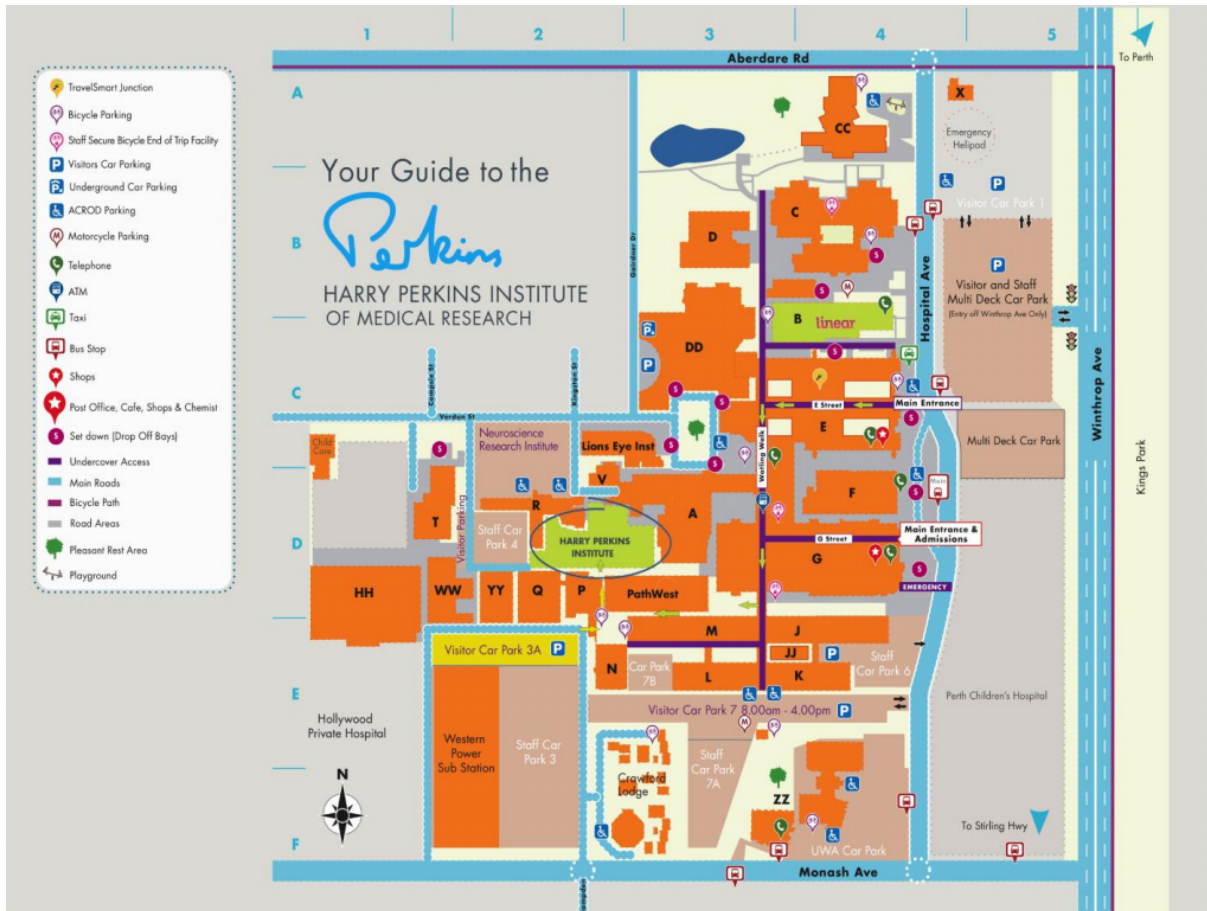 1
2
3
4
5
Aberdare Rd
To Perth
TravelSmart Junction
Bicycle Parking
Staff Secure Bicycle End of Trip Facility
Visitors Car Parking
Underground Car Parking
ACROD Parking
Motorcycle Parking
Telephone
ATM
Taxi
Bus Stop
Shops
Post Office, Cafe, Shops & Chemist
Set down (Drop Off Bays)
Undercover Access
Main Roads
Bicycle Path
Road Areas
Pleasant Rest Area
Playground
A
B
C
D
E
F
Your Guide to the
Perkins
HARRY PERKINS INSTITUTE
OF MEDICAL RESEARCH
Gairdner Dr
CC
X
Emergency
Helipad
Visitor Car Park 1
C
D
Hospital Ave
Visitor and Staff
Multi Deck Car Park
(Entry off Winthrop Ave Only)
B
linear
DD
Winthrop Ave
Kings Park
Kingston St
Verdun St
E Street
Main Entrance
E
Multi Deck Car Park
Watling Walk
Child
Care
Neuroscience
Research Institute
Lions Eye Inst
V
T
Visitor Parking
R
Staff Car
Park 4
HARRY PERKINS
INSTITUTE
A
F
Main
Main Entrance &
Admissions
G Street
G
EMERGENCY
HH
WW
YY
Q
P
PathWest
M
J
JJ
N
Car Park
7B
L
K
Staff
Car Park 6
Visitor Car Park 3A
P
Perth Children's Hospital
Visitor Car Park 7 8.00am - 4.00pm
P
Hollywood
Private Hospital
Western
Power
Sub Station
Staff Car
Park 3
Crawford
Lodge
Staff
Car Park
7A
ZZ
UWA Car Park
N
To Stirling Hwy
Monash Ave